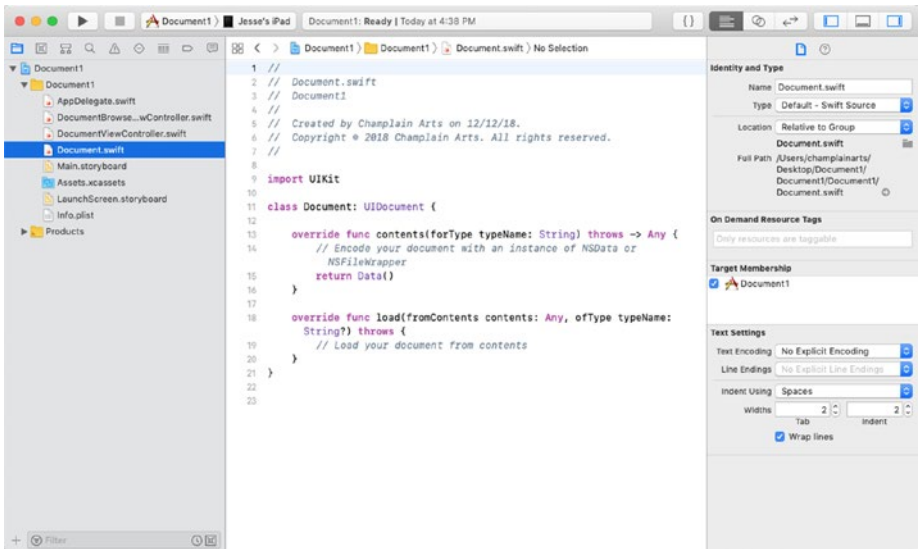 Document1 ⟩ Jesse's iPad
Document1: Ready | Today at 4:38 PM
{}
Document1 ⟩ Document1 ⟩ Document.swift ⟩ No Selection
Document1
Document1
AppDelegate.swift
DocumentBrowse...wController.swift
DocumentViewController.swift
Document.swift
Main.storyboard
Assets.xcassets
LaunchScreen.storyboard
Info.plist
Products
Filter
1 //
2 // Document.swift
3 // Document1
4 //
5 // Created by Champlain Arts on 12/12/18.
6 // Copyright © 2018 Champlain Arts. All rights reserved.
7 //
8
9 import UIKit
10
11 class Document: UIDocument {
12
13 override func contents(forType typeName: String) throws -> Any {
14 // Encode your document with an instance of NSData or
NSFileWrapper
15 return Data()
16 }
17
18 override func load(fromContents contents: Any, ofType typeName:
String?) throws {
19 // Load your document from contents
20 }
21 }
22
23
Identity and Type
Name Document.swift
Type Default - Swift Source
Location Relative to Group
Document.swift
Full Path /Users/champlainarts/
Desktop/Document1/
Document1/Document1/
Document.swift
On Demand Resource Tags
Only resources are taggable
Target Membership
Document1
Text Settings
Text Encoding No Explicit Encoding
Line Endings No Explicit Line Endings
Indent Using Spaces
Widths 2 2
Tab Indent
Wrap lines